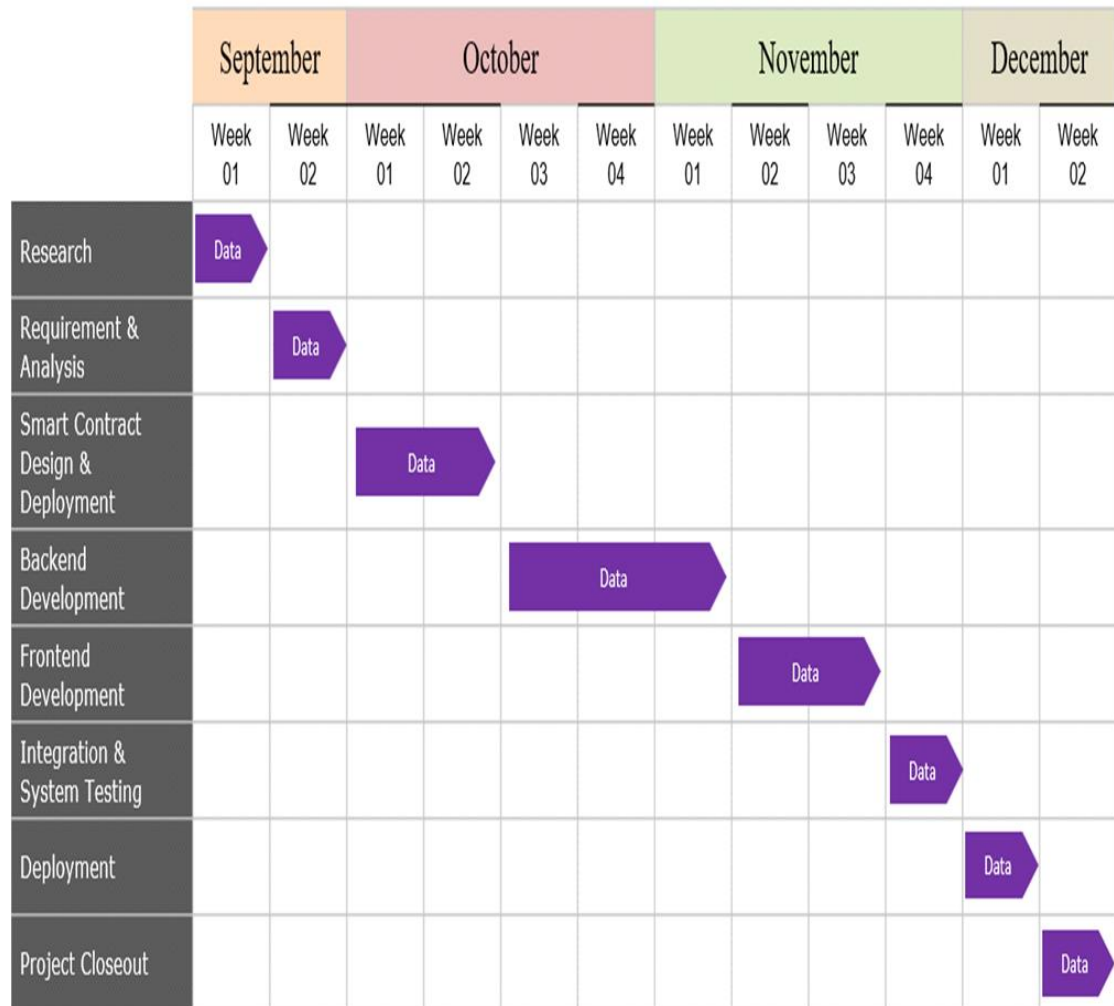 September October November December
Week Week Week Week Week Week Week Week Week Week Week Week
01 02 01 02 03 04 01 02 03 04 01 02
Research
Data
Requirement &
Analysis
Data
Smart Contract
Design &
Deployment
Data
Backend
Development
Data
Frontend
Development
Data
Integration &
System Testing
Data
Deployment
Data
Project Closeout
Data